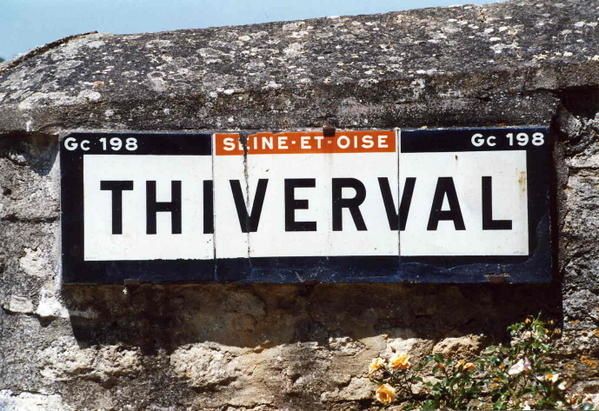 Gc 198 SEINE-ET-OISE Gc 198
THIVERVAL